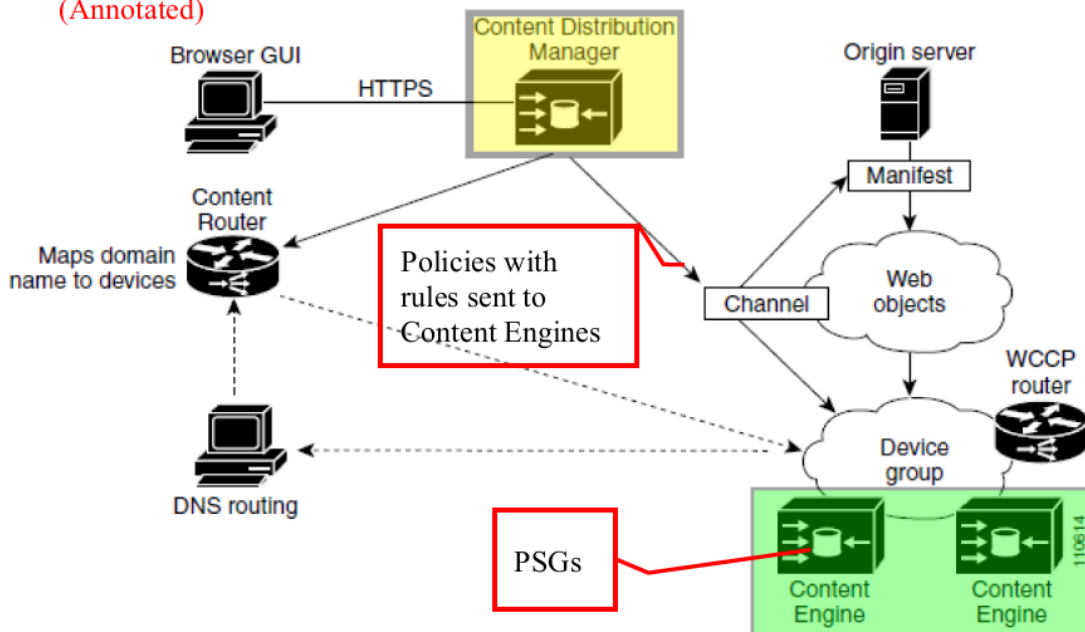 (Annotated)
Content Distribution
Manager
Browser GUI
HTTPS
Origin server
Manifest
Content
Router
Maps domain
name to devices
Policies with
rules sent to
Content Engines
Channel
Web
objects
WCCP
router
Device
group
DNS routing
PSGs
Content
Engine
Content
Engine
110614